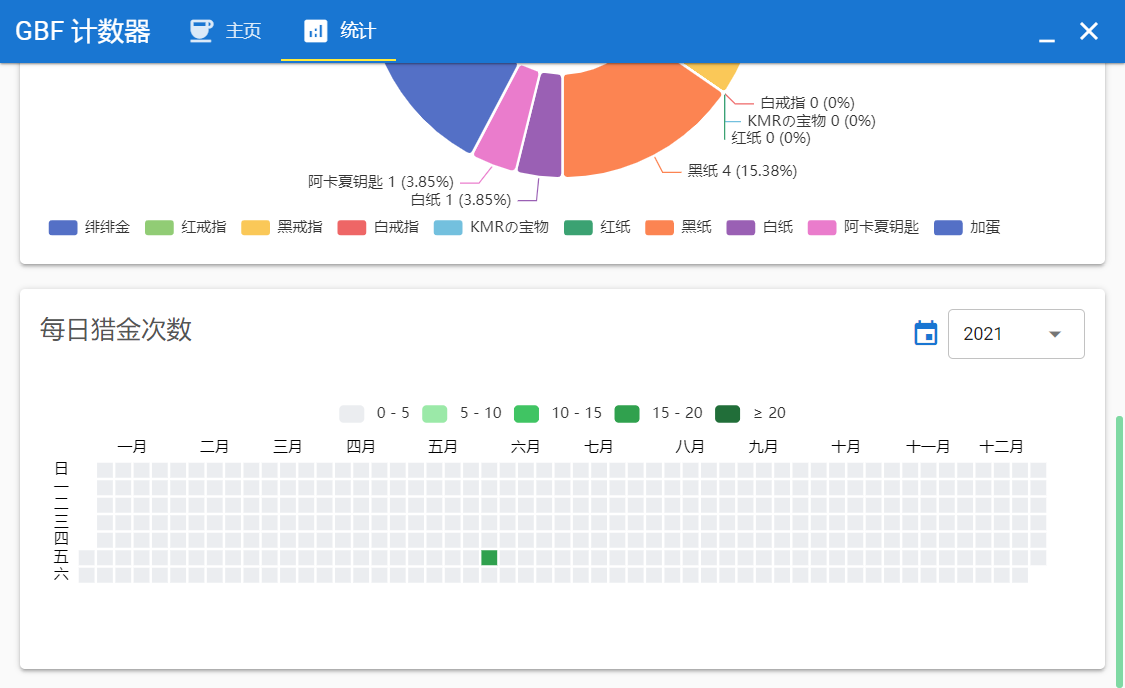 GBF 计数器 主页 统计
白戒指 0 (0%)
KMRの宝物 0 (0%)
红纸 0 (0%)
黑纸 4 (15.38%)
阿卡夏钥匙 1 (3.85%)
白纸 1 (3.85%)
绯绯金 红戒指 黑戒指 白戒指 KMRの宝物 红纸 黑纸 白纸 阿卡夏钥匙 加蛋
每日猎金次数 2021
0 - 5 5 - 10 10 - 15 15 - 20 ≥ 20
一月 二月 三月 四月 五月 六月 七月 八月 九月 十月 十一月 十二月
日
一
二
三
四
五
六